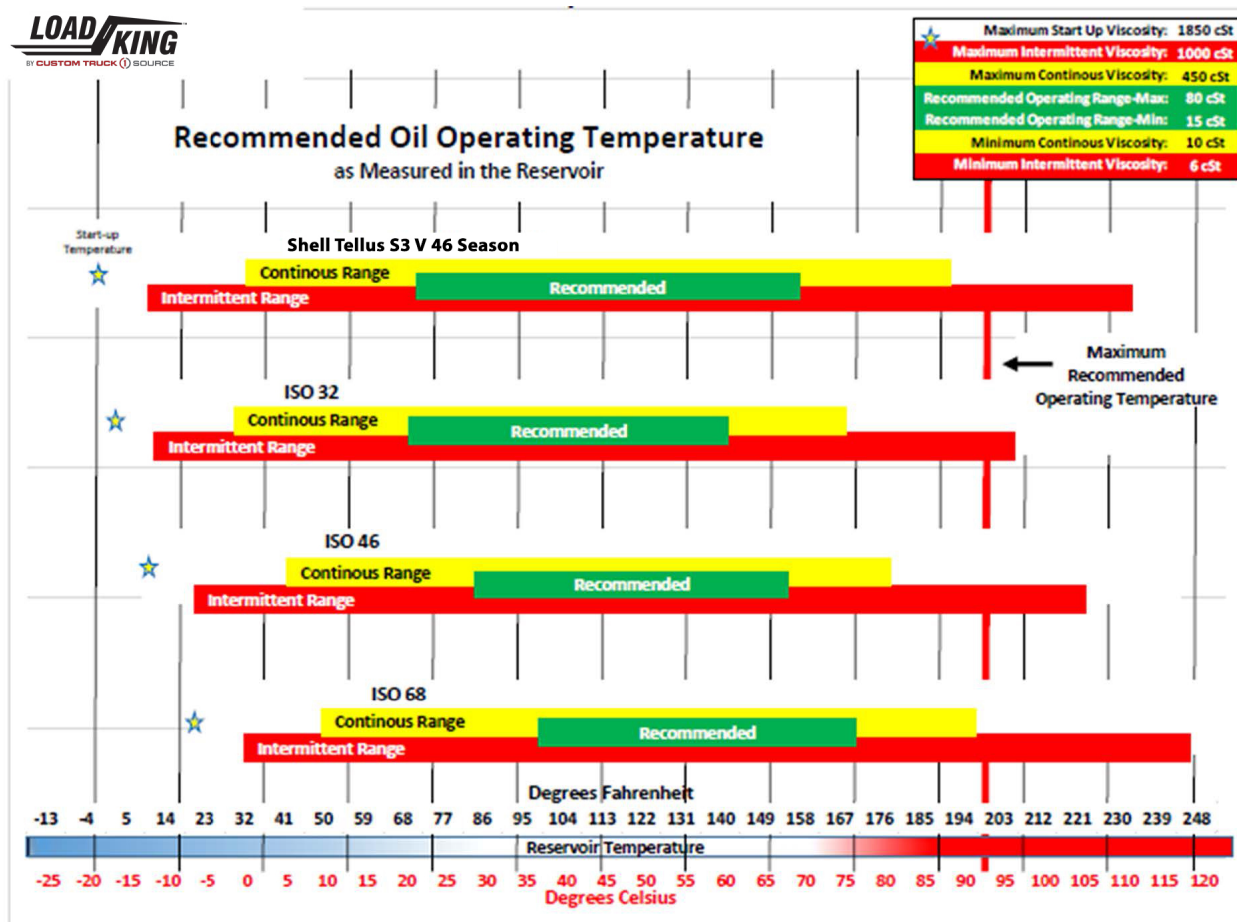 LOAD KING
BY CUSTOM TRUCK 1 SOURCE
Maximum Start Up Viscosity: 1850 cSt
Maximum Intermittent Viscosity: 1000 cSt
Maximum Continous Viscosity: 450 cSt
Recommended Operating Range-Max: 80 cSt
Recommended Operating Range-Min: 15 cSt
Minimum Continous Viscosity: 10 cSt
Minimum Intermittent Viscosity: 6 cSt
Recommended Oil Operating Temperature
as Measured in the Reservoir
Start-up
Temperature
Shell Tellus S3 V 46 Season
Continous Range
Recommended
Intermittent Range
Maximum
Recommended
Operating Temperature
ISO 32
Continous Range
Recommended
Intermittent Range
ISO 46
Continous Range
Recommended
Intermittent Range
ISO 68
Continous Range
Recommended
Intermittent Range
Degrees Fahrenheit
-13 -4 5 14 23 32 41 50 59 68 77 86 95 104 113 122 131 140 149 158 167 176 185 194 203 212 221 230 239 248
Reservoir Temperature
-25 -20 -15 -10 -5 0 5 10 15 20 25 30 35 40 45 50 55 60 65 70 75 80 85 90 95 100 105 110 115 120
Degrees Celsius